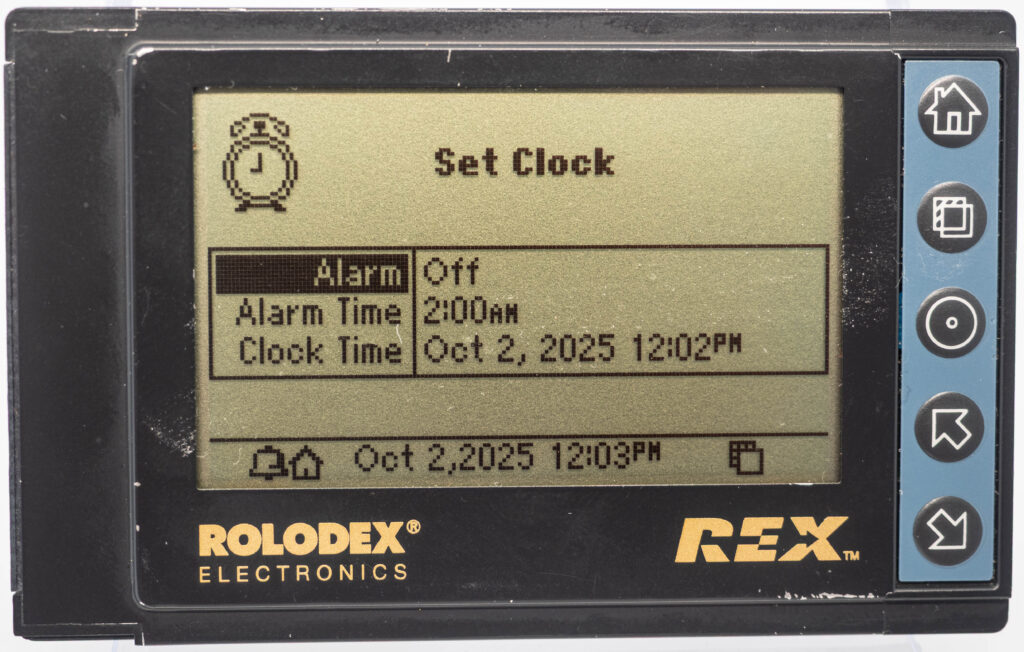 Set Clock
Alarm Off
Alarm Time 2:00AM
Clock Time Oct 2, 2025 12:02PM
Oct 2,2025 12:03PM
ROLODEX®
ELECTRONICS
REX™